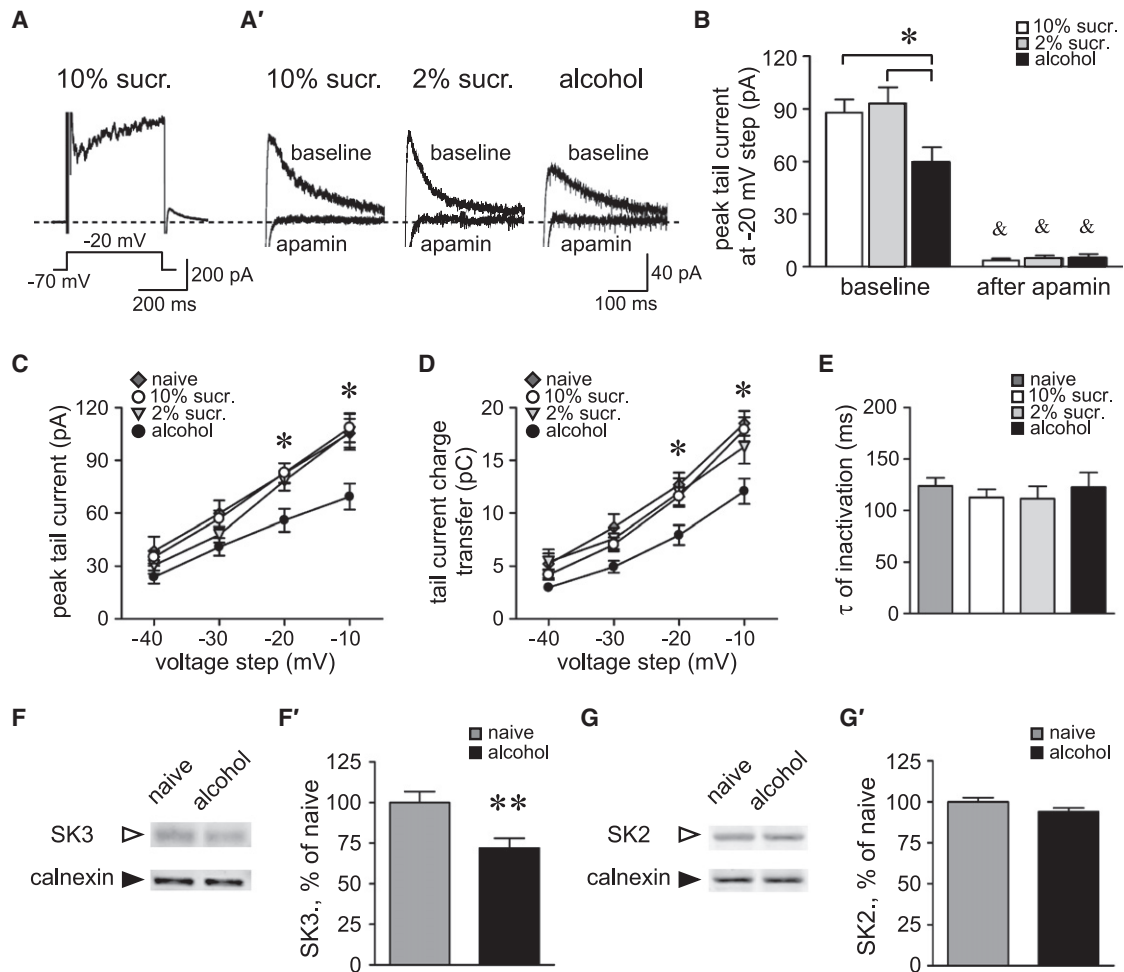 A
10% sucr.
-20 mV
-70 mV
200 pA
200 ms
A'
10% sucr.
2% sucr.
alcohol
baseline
baseline
baseline
apamin
apamin
apamin
40 pA
100 ms
B
10% sucr.
2% sucr.
alcohol
peak tail current
at -20 mV step (pA)
120
90
60
30
0
*
& & &
baseline
after apamin
C
naive
10% sucr.
2% sucr.
alcohol
peak tail current (pA)
120
90
60
30
0
* *
-40 -30 -20 -10
voltage step (mV)
D
naive
10% sucr.
2% sucr.
alcohol
tail current charge
transfer (pC)
20
15
10
5
0
* *
-40 -30 -20 -10
voltage step (mV)
E
naive
10% sucr.
2% sucr.
alcohol
τ of inactivation (ms)
200
150
100
50
0
F
naive
alcohol
SK3
calnexin
F'
naive
alcohol
SK3., % of naive
125
100
75
50
25
0
**
G
naive
alcohol
SK2
calnexin
G'
naive
alcohol
SK2., % of naive
125
100
75
50
25
0